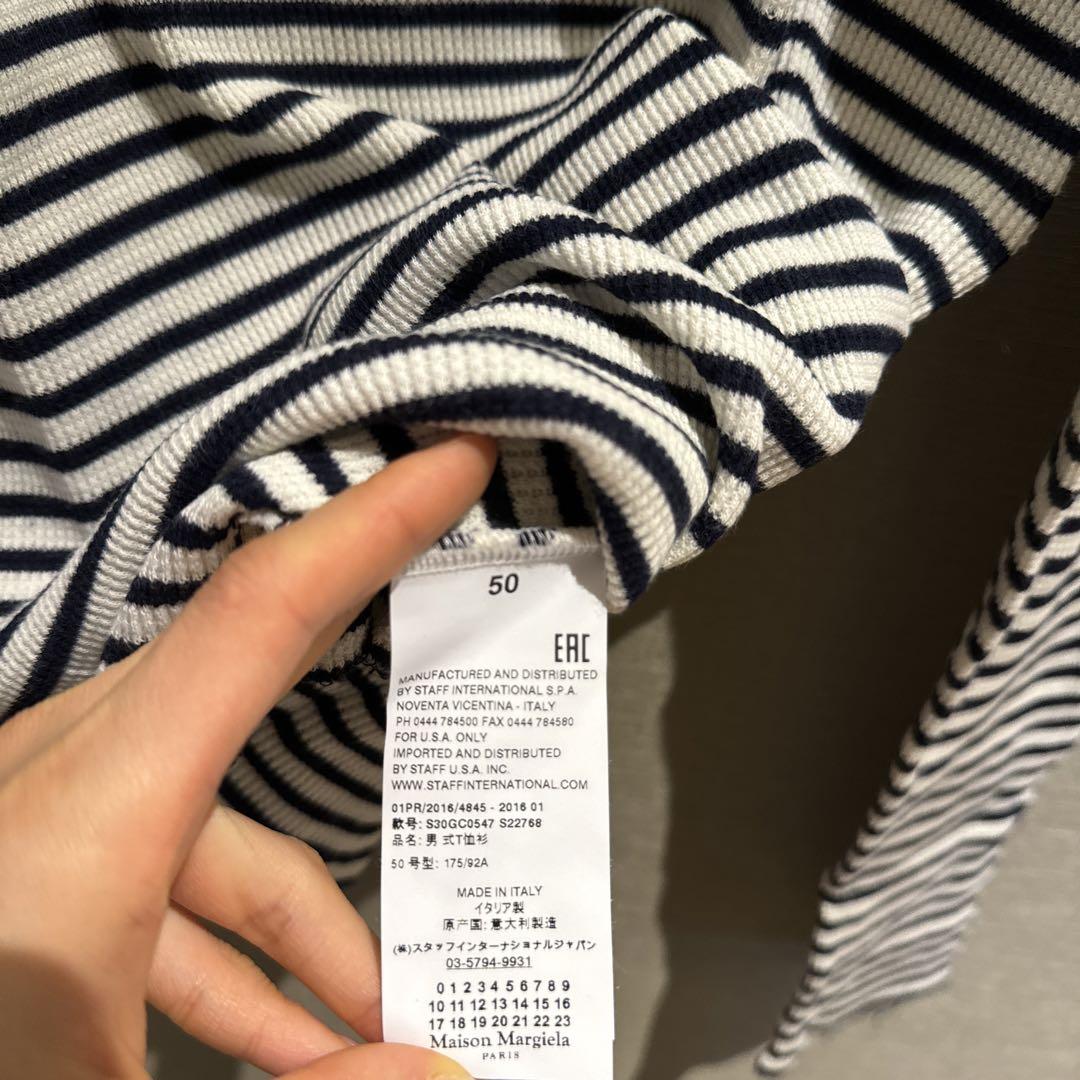 50
EAC
MANUFACTURED AND DISTRIBUTED
BY STAFF INTERNATIONAL S.P.A.
NOVENTA VICENTINA - ITALY
PH 0444 784500 FAX 0444 784580
FOR U.S.A. ONLY
IMPORTED AND DISTRIBUTED
BY STAFF U.S.A. INC.
WWW.STAFFINTERNATIONAL.COM
01PR/2016/4845 - 2016 01
款号: S30GC0547 S22768
品名: 男 式T恤衫
50 号型: 175/92A
MADE IN ITALY
イタリア製
原产国: 意大利製造
(株)スタッフインターナショナルジャパン
03-5794-9931
0 1 2 3 4 5 6 7 8 9
10 11 12 13 14 15 16
17 18 19 20 21 22 23
Maison Margiela
PARIS